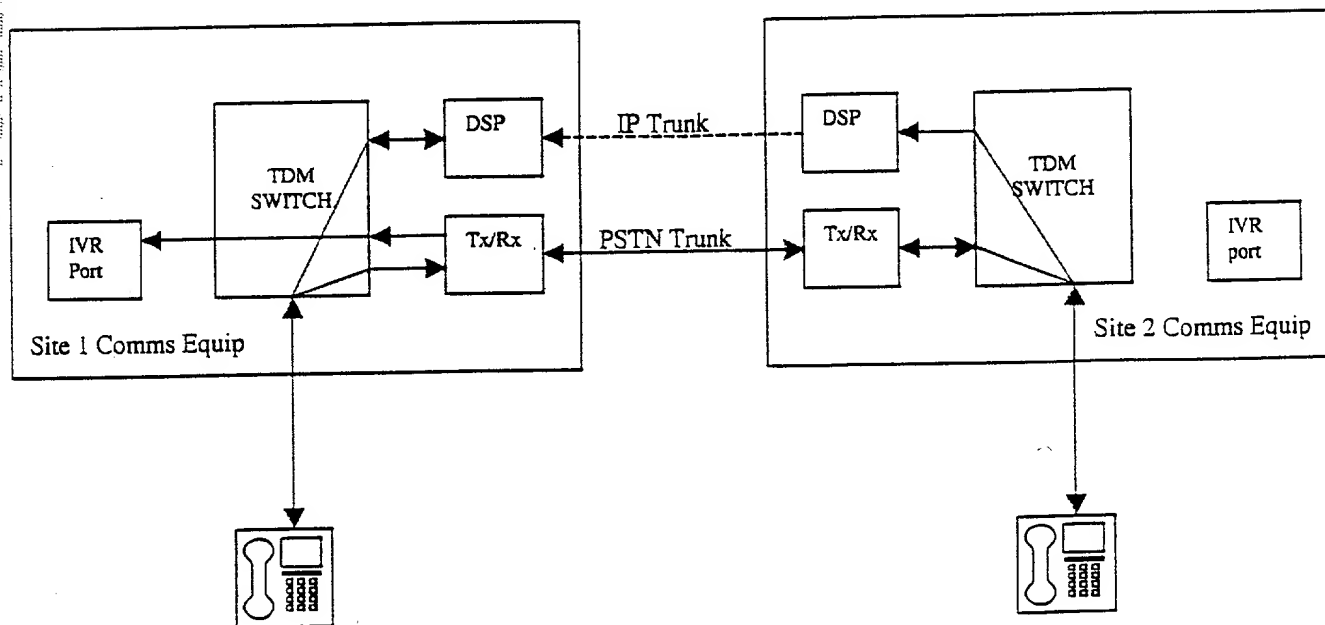 DSP
IP Trunk
DSP
TDM
SWITCH
TDM
SWITCH
IVR
Port
Tx/Rx
PSTN Trunk
Tx/Rx
IVR
port
Site 1 Comms Equip
Site 2 Comms Equip